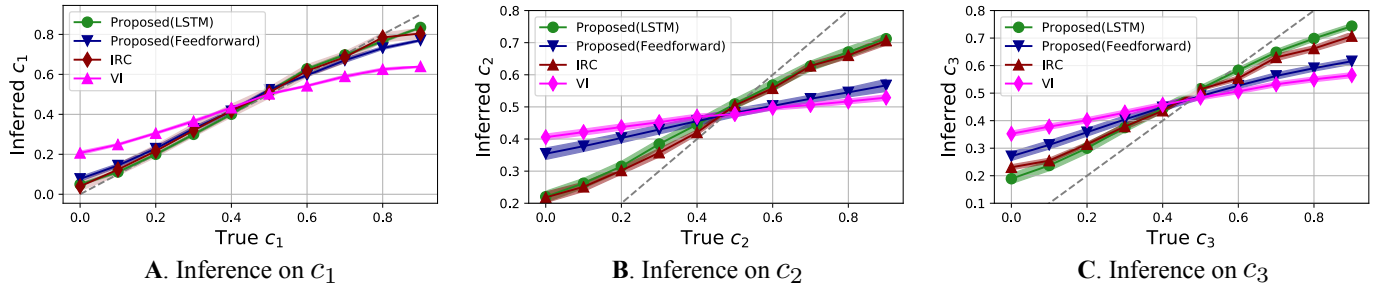 Proposed(LSTM)
Proposed(Feedforward)
IRC
VI
Inferred c₁
1.0
0.8
0.6
0.4
0.2
0.0
0.0 0.2 0.4 0.6 0.8
True c₁
A. Inference on c₁
Proposed(LSTM)
Proposed(Feedforward)
IRC
VI
Inferred c₂
0.8
0.7
0.6
0.5
0.4
0.3
0.2
0.0 0.2 0.4 0.6 0.8
True c₂
B. Inference on c₂
Proposed(LSTM)
Proposed(Feedforward)
IRC
VI
Inferred c₃
0.8
0.7
0.6
0.5
0.4
0.3
0.2
0.1
0.0 0.2 0.4 0.6 0.8
True c₃
C. Inference on c₃